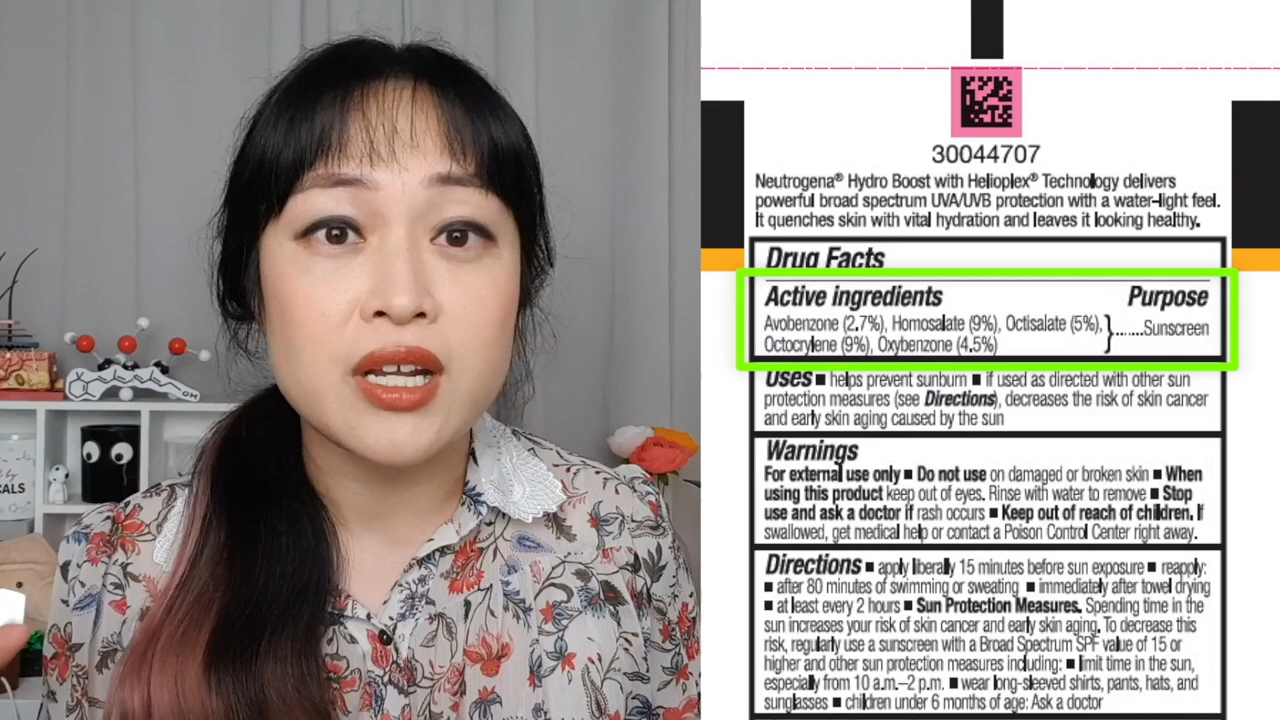 OH
d by
CALS
30044707
Neutrogena® Hydro Boost with Helioplex® Technology delivers
powerful broad spectrum UVA/UVB protection with a water-light feel.
It quenches skin with vital hydration and leaves it looking healthy.
Drug Facts
Active ingredients Purpose
Avobenzone (2.7%), Homosalate (9%), Octisalate (5%),
Octocrylene (9%), Oxybenzone (4.5%) }.......Sunscreen
Uses ■ helps prevent sunburn ■ if used as directed with other sun
protection measures (see Directions), decreases the risk of skin cancer
and early skin aging caused by the sun
Warnings
For external use only ■ Do not use on damaged or broken skin ■ When
using this product keep out of eyes. Rinse with water to remove ■ Stop
use and ask a doctor if rash occurs ■ Keep out of reach of children. If
swallowed, get medical help or contact a Poison Control Center right away.
Directions ■ apply liberally 15 minutes before sun exposure ■ reapply:
■ after 80 minutes of swimming or sweating ■ immediately after towel drying
■ at least every 2 hours ■ Sun Protection Measures. Spending time in the
sun increases your risk of skin cancer and early skin aging. To decrease this
risk, regularly use a sunscreen with a Broad Spectrum SPF value of 15 or
higher and other sun protection measures including: ■ limit time in the sun,
especially from 10 a.m.–2 p.m. ■ wear long-sleeved shirts, pants, hats, and
sunglasses ■ children under 6 months of age: Ask a doctor